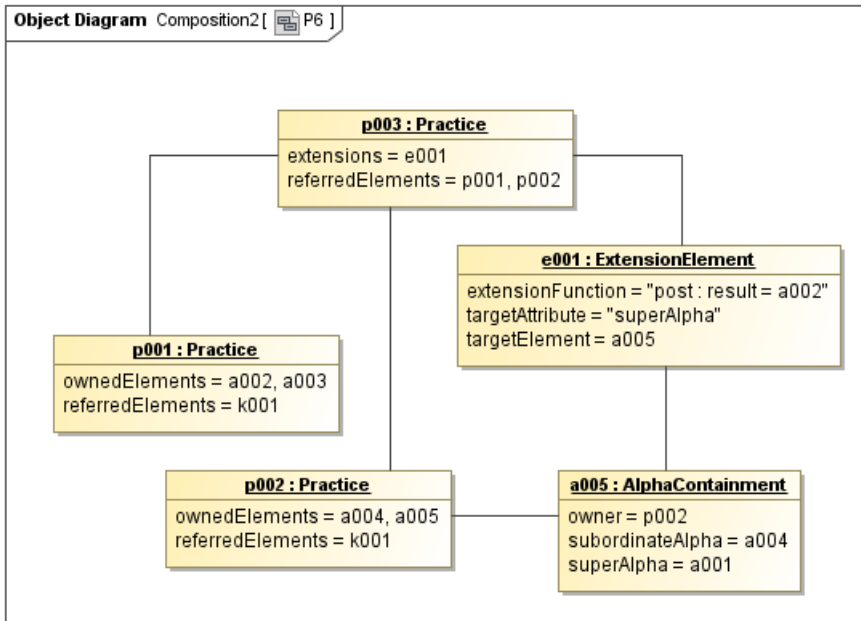 Object Diagram Composition2 [ P6 ]
p003 : Practice
extensions = e001
referredElements = p001, p002
e001 : ExtensionElement
extensionFunction = "post : result = a002"
targetAttribute = "superAlpha"
targetElement = a005
p001 : Practice
ownedElements = a002, a003
referredElements = k001
p002 : Practice
ownedElements = a004, a005
referredElements = k001
a005 : AlphaContainment
owner = p002
subordinateAlpha = a004
superAlpha = a001